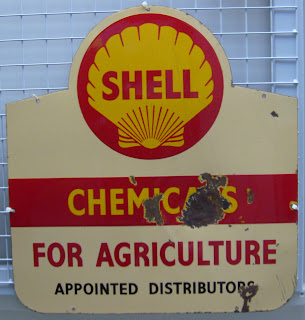 SHELL
CHEMICALS
FOR AGRICULTURE
APPOINTED DISTRIBUTORS